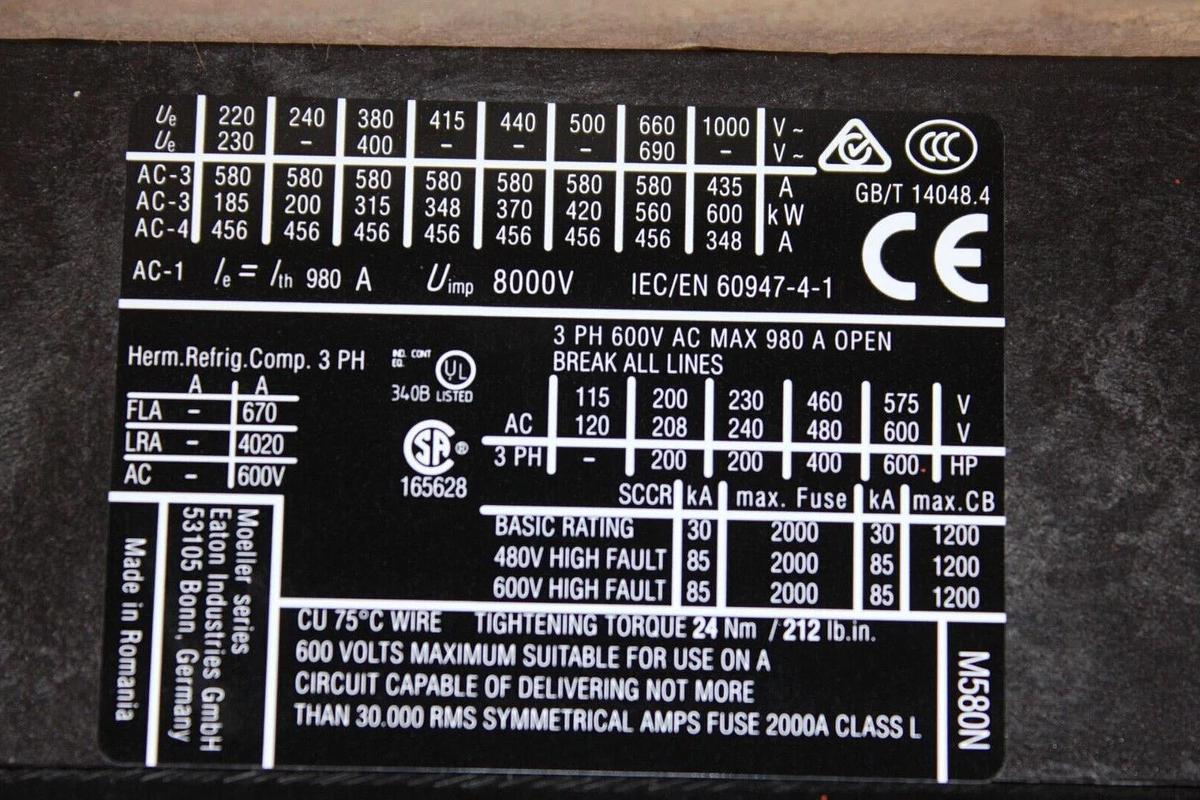 Ue 220 240 380 415 440 500 660 1000 V ~
Ue 230 – 400 – – – 690 – V ~
AC-3 580 580 580 580 580 580 580 435 A
AC-3 185 200 315 348 370 420 560 600 kW
AC-4 456 456 456 456 456 456 456 348 A
CCC
GB/T 14048.4
CE
AC-1 Ie = Ith 980 A Uimp 8000V IEC/EN 60947-4-1
3 PH 600V AC MAX 980 A OPEN
BREAK ALL LINES
Herm.Refrig.Comp. 3 PH
A A
FLA – 670
LRA – 4020
AC – 600V
IND. CONT
EQ.
UL
340B LISTED
SA ®
165628
115 200 230 460 575 V
AC 120 208 240 480 600 V
3 PH – 200 200 400 600 HP
SCCR kA max. Fuse kA max.CB
BASIC RATING 30 2000 30 1200
480V HIGH FAULT 85 2000 85 1200
600V HIGH FAULT 85 2000 85 1200
Made in Romania
Moeller series
Eaton Industries GmbH
53105 Bonn, Germany
CU 75°C WIRE TIGHTENING TORQUE 24 Nm / 212 lb.in.
600 VOLTS MAXIMUM SUITABLE FOR USE ON A
CIRCUIT CAPABLE OF DELIVERING NOT MORE
THAN 30.000 RMS SYMMETRICAL AMPS FUSE 2000A CLASS L
M580N